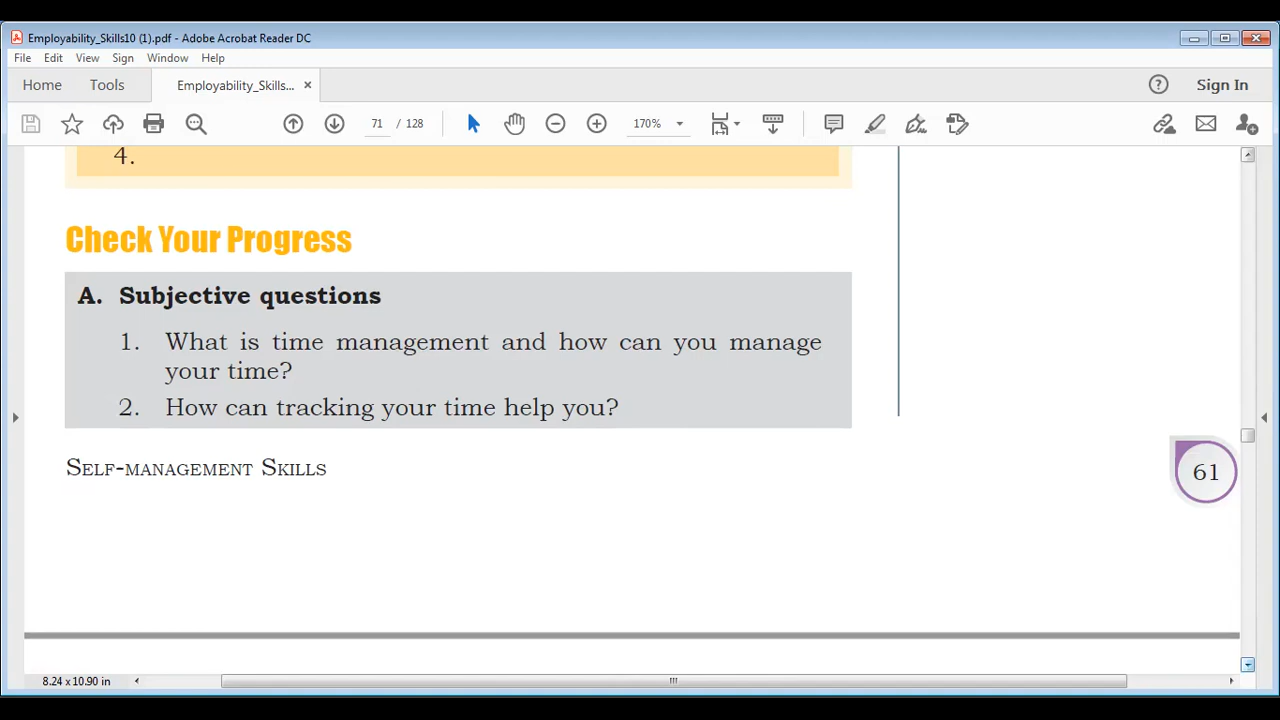 Employability_Skills10 (1).pdf - Adobe Acrobat Reader DC
File Edit View Sign Window Help
Home Tools Employability_Skills... × Sign In
71 / 128 170%
4.
Check Your Progress
A. Subjective questions
1. What is time management and how can you manage
your time?
2. How can tracking your time help you?
SELF-MANAGEMENT SKILLS
61
8.24 x 10.90 in